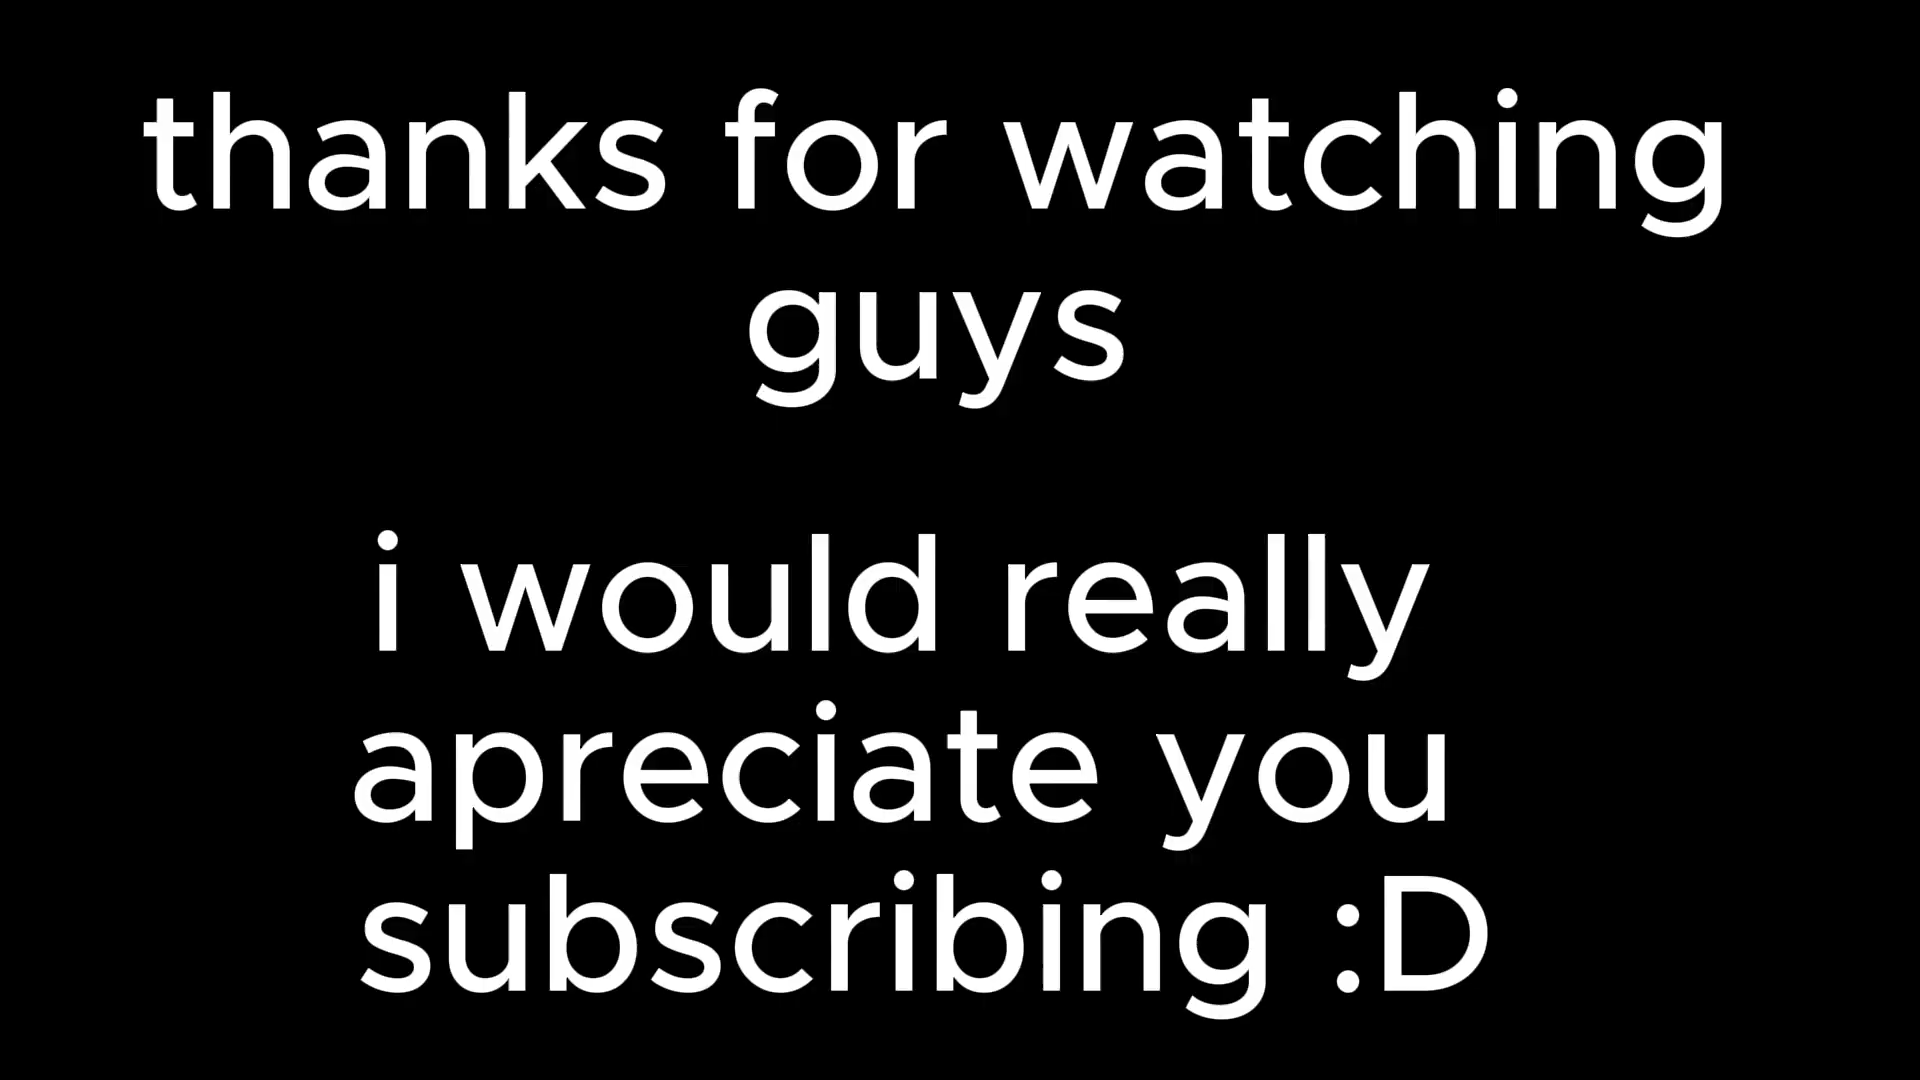 thanks for watching
guys
i would really
apreciate you
subscribing :D